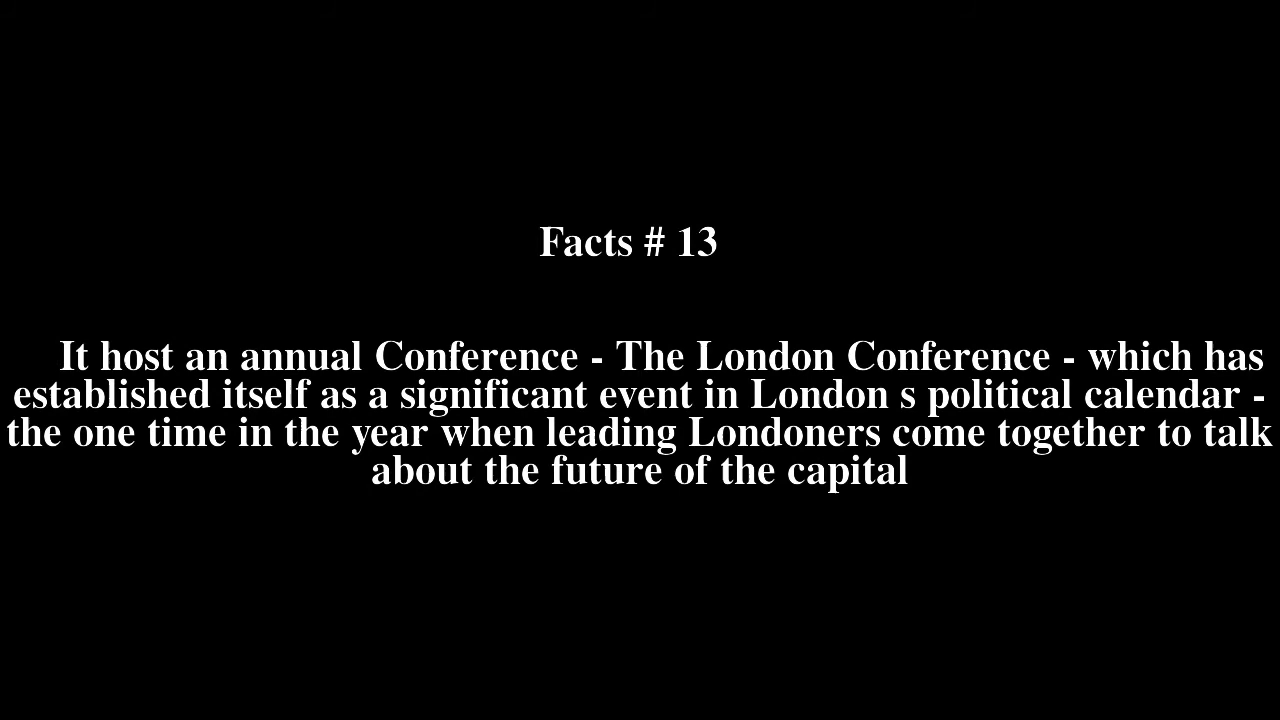 Facts # 13
It host an annual Conference - The London Conference - which has
established itself as a significant event in London s political calendar -
the one time in the year when leading Londoners come together to talk
about the future of the capital